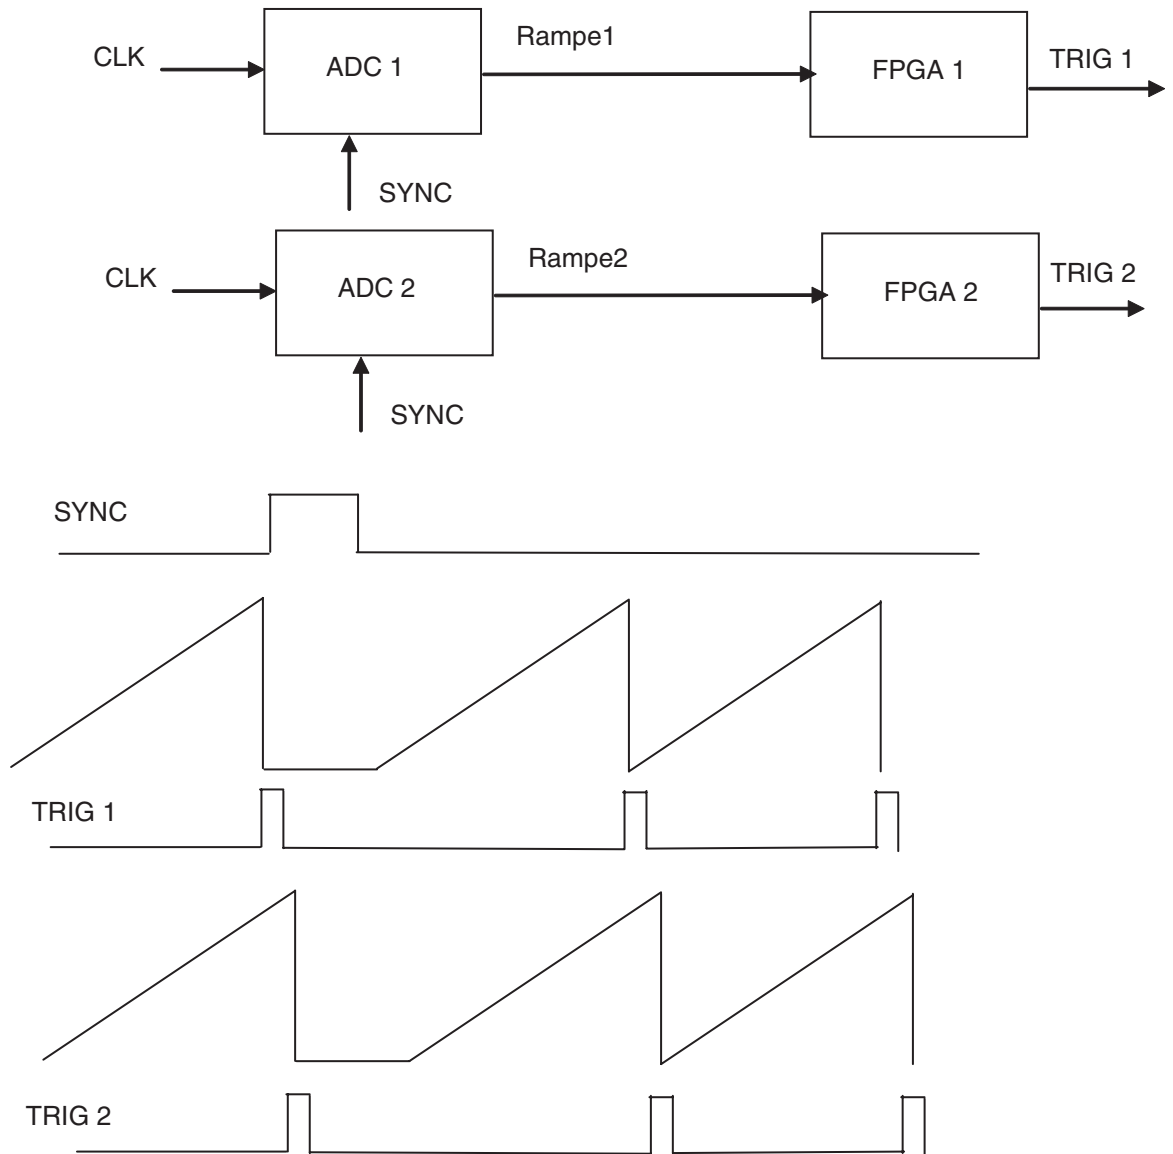 CLK
ADC 1
Rampe1
FPGA 1
TRIG 1
SYNC
CLK
ADC 2
Rampe2
FPGA 2
TRIG 2
SYNC
SYNC
TRIG 1
TRIG 2